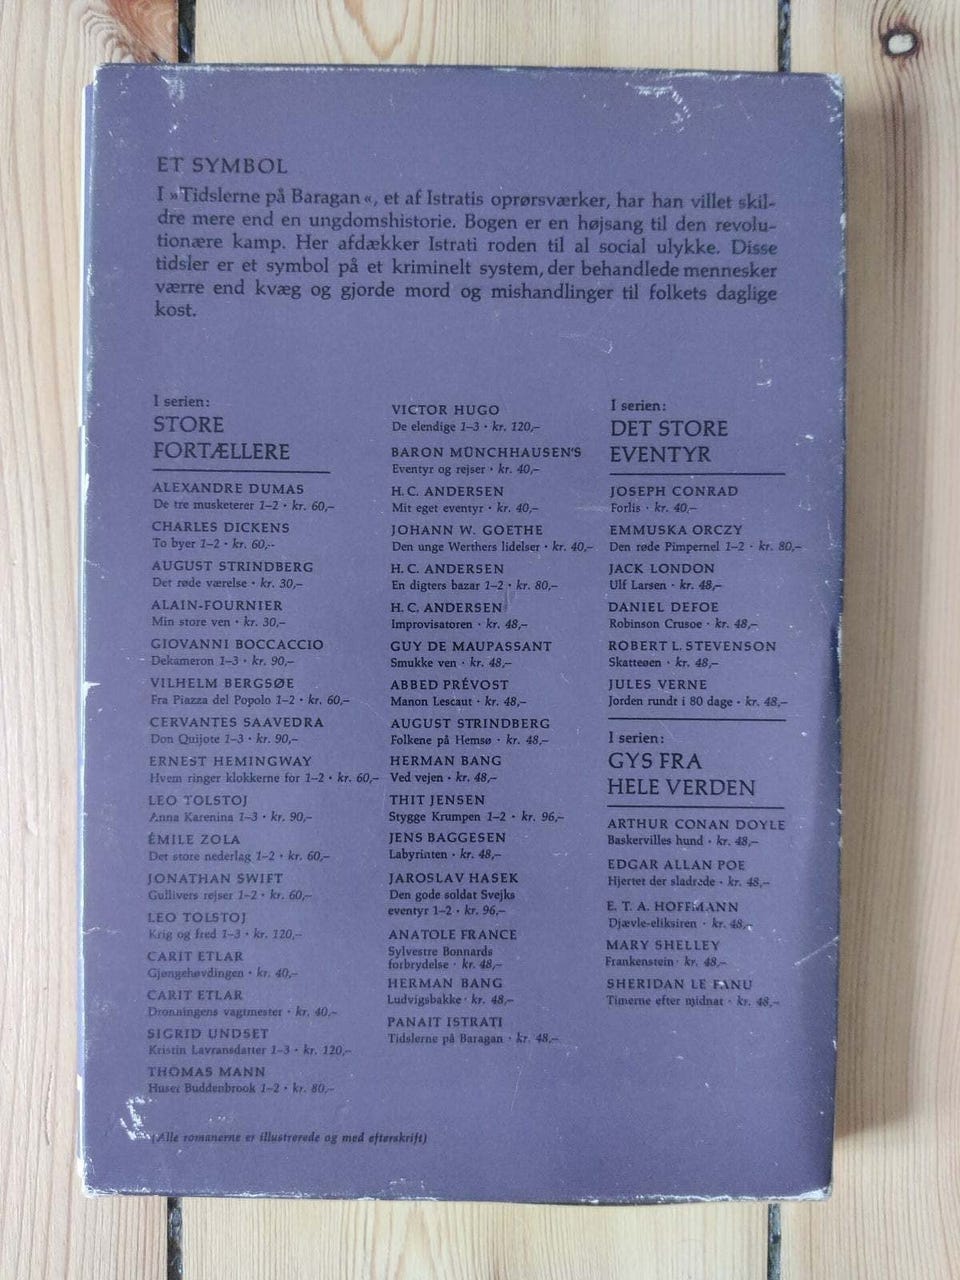 ET SYMBOL
I »Tidslerne på Baragan«, et af Istratis oprørsværker, har han villet skil-
dre mere end en ungdomshistorie. Bogen er en højsang til den revolu-
tionære kamp. Her afdækker Istrati roden til al social ulykke. Disse
tidsler er et symbol på et kriminelt system, der behandlede mennesker
værre end kvæg og gjorde mord og mishandlinger til folkets daglige
kost.
I serien:
STORE
FORTÆLLERE
ALEXANDRE DUMAS
De tre musketerer 1–2 · kr. 60,–
CHARLES DICKENS
To byer 1–2 · kr. 60,–
AUGUST STRINDBERG
Det røde værelse · kr. 30,–
ALAIN-FOURNIER
Min store ven · kr. 30,–
GIOVANNI BOCCACCIO
Dekameron 1–3 · kr. 90,–
VILHELM BERGSØE
Fra Piazza del Popolo 1–2 · kr. 60,–
CERVANTES SAAVEDRA
Don Quijote 1–3 · kr. 90,–
ERNEST HEMINGWAY
Hvem ringer klokkerne for 1–2 · kr. 60,–
LEO TOLSTOJ
Anna Karenina 1–3 · kr. 90,–
ÉMILE ZOLA
Det store nederlag 1–2 · kr. 60,–
JONATHAN SWIFT
Gullivers rejser 1–2 · kr. 60,–
LEO TOLSTOJ
Krig og fred 1–3 · kr. 120,–
CARIT ETLAR
Gjøngehøvdingen · kr. 40,–
CARIT ETLAR
Dronningens vagtmester · kr. 40,–
SIGRID UNDSET
Kristin Lavransdatter 1–3 · kr. 120,–
THOMAS MANN
Huset Buddenbrook 1–2 · kr. 80,–
VICTOR HUGO
De elendige 1–3 · kr. 120,–
BARON MÜNCHHAUSEN'S
Eventyr og rejser · kr. 40,–
H. C. ANDERSEN
Mit eget eventyr · kr. 40,–
JOHANN W. GOETHE
Den unge Werthers lidelser · kr. 40,–
H. C. ANDERSEN
En digters bazar 1–2 · kr. 80,–
H. C. ANDERSEN
Improvisatoren · kr. 48,–
GUY DE MAUPASSANT
Smukke ven · kr. 48,–
ABBED PRÉVOST
Manon Lescaut · kr. 48,–
AUGUST STRINDBERG
Folkene på Hemsø · kr. 48,–
HERMAN BANG
Ved vejen · kr. 48,–
THIT JENSEN
Stygge Krumpen 1–2 · kr. 96,–
JENS BAGGESEN
Labyrinten · kr. 48,–
JAROSLAV HASEK
Den gode soldat Svejks
eventyr 1–2 · kr. 96,–
ANATOLE FRANCE
Sylvestre Bonnards
forbrydelse · kr. 48,–
HERMAN BANG
Ludvigsbakke · kr. 48,–
PANAIT ISTRATI
Tidslerne på Baragan · kr. 48,–
I serien:
DET STORE
EVENTYR
JOSEPH CONRAD
Forlis · kr. 40,–
EMMUSKA ORCZY
Den røde Pimpernel 1–2 · kr. 80,–
JACK LONDON
Ulf Larsen · kr. 48,–
DANIEL DEFOE
Robinson Crusoe · kr. 48,–
ROBERT L. STEVENSON
Skatteøen · kr. 48,–
JULES VERNE
Jorden rundt i 80 dage · kr. 48,–
I serien:
GYS FRA
HELE VERDEN
ARTHUR CONAN DOYLE
Baskervilles hund · kr. 48,–
EDGAR ALLAN POE
Hjertet der sladrede · kr. 48,–
E. T. A. HOFFMANN
Djævle-eliksiren · kr. 48,–
MARY SHELLEY
Frankenstein · kr. 48,–
SHERIDAN LE FANU
Timerne efter midnat · kr. 48,–
(Alle romanerne er illustrerede og med efterskrift)